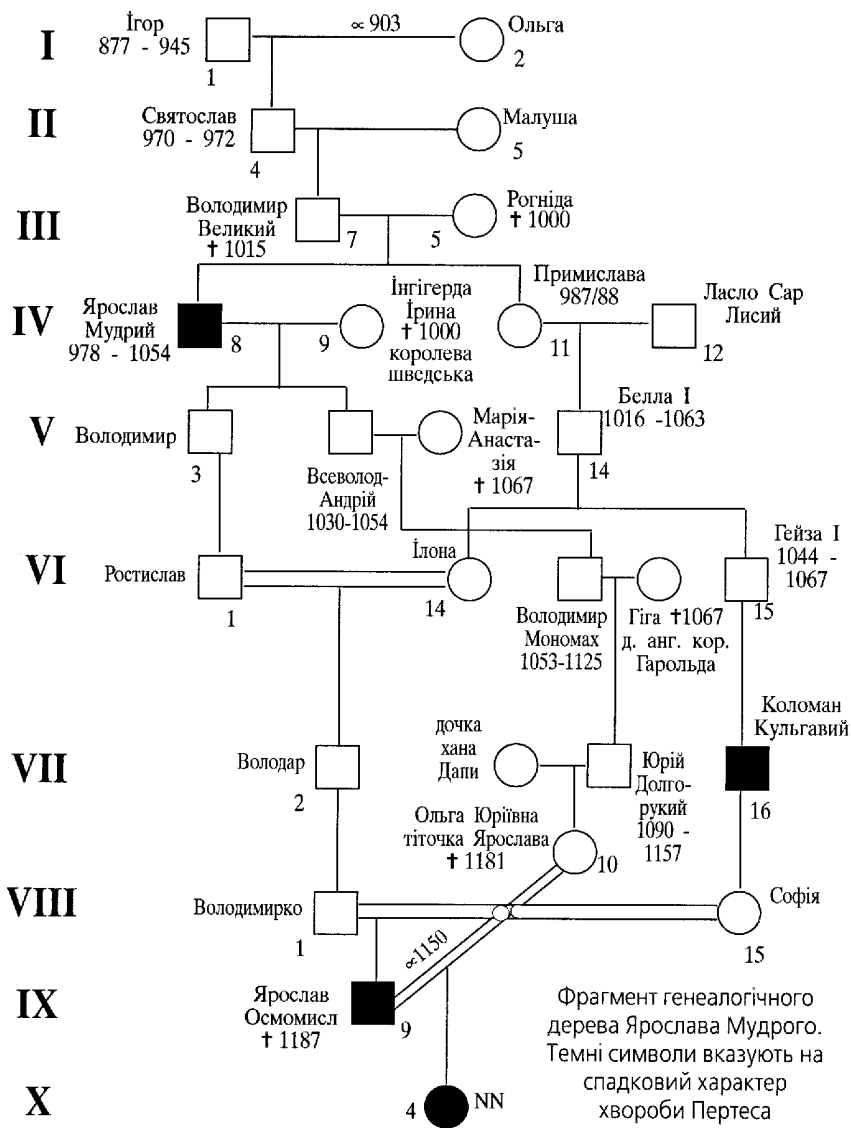 I
Ігор
877 - 945
1
∝ 903
Ольга
2
II
Святослав
970 - 972
4
Малуша
5
III
Володимир
Великий
† 1015
7
5
Рогніда
† 1000
IV
Ярослав
Мудрий
978 - 1054
8
9
Інгігерда
Ірина
† 1000
королева
шведська
Примислава
987/88
11
Ласло Сар
Лисий
12
V
Володимир
3
Всеволод-
Андрій
1030-1054
Марія-
Анаста-
зія
† 1067
Белла I
1016 -1063
14
VI
Ростислав
1
Ілона
14
Володимир
Мономах
1053-1125
Гіга †1067
д. анг. кор.
Гарольда
Гейза I
1044 -
1067
15
VII
Володар
2
дочка
хана
Дапи
Юрій
Долго-
рукий
1090 -
1157
Коломан
Кульгавий
16
Ольга Юріївна
тіточка Ярослава
† 1181
10
VIII
Володимирко
1
Софія
15
∝1150
IX
Ярослав
Осмомисл
† 1187
9
X
4
NN
Фрагмент генеалогічного
дерева Ярослава Мудрого.
Темні символи вказують на
спадковий характер
хвороби Пертеса